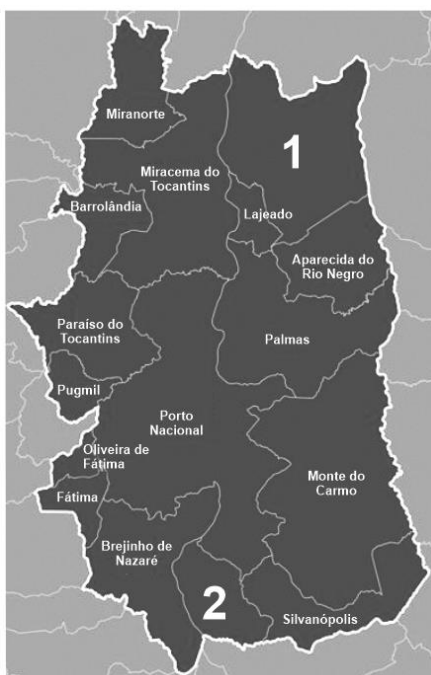 Miranorte
1
Miracema do
Tocantins
Barrolândia
Lajeado
Aparecida do
Rio Negro
Paraíso do
Tocantins
Palmas
Pugmil
Porto
Nacional
Oliveira de
Fátima
Monte do
Carmo
Fátima
Brejinho de
Nazaré
2
Silvanópolis